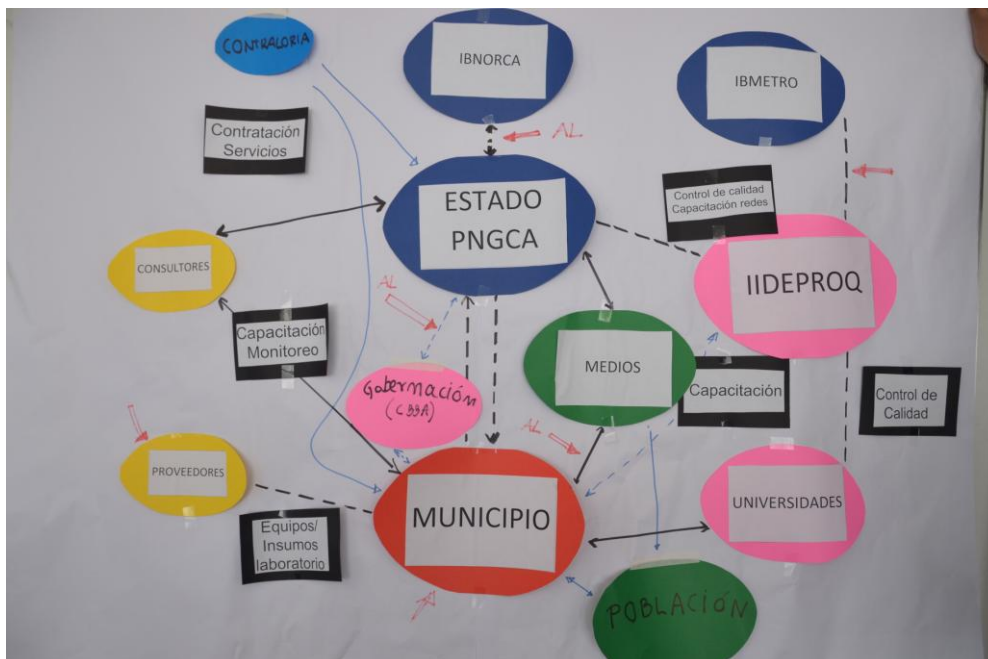 CONTRALORIA
IBNORCA
IBMETRO
AL
Contratación
Servicios
ESTADO
PNGCA
Control de calidad
Capacitación redes
CONSULTORES
IIDEPROQ
AL
Capacitación
Monitoreo
MEDIOS
Gobernación
(CBBA)
Capacitación
Control de
Calidad
AL
PROVEEDORES
MUNICIPIO
UNIVERSIDADES
Equipos/
Insumos
laboratorio
POBLACIÓN